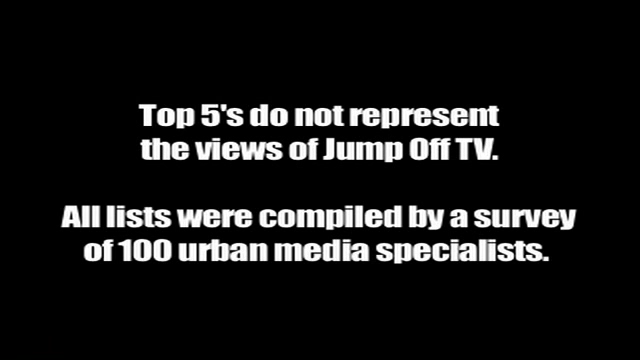 Top 5's do not represent
the views of Jump Off TV.
All lists were compiled by a survey
of 100 urban media specialists.